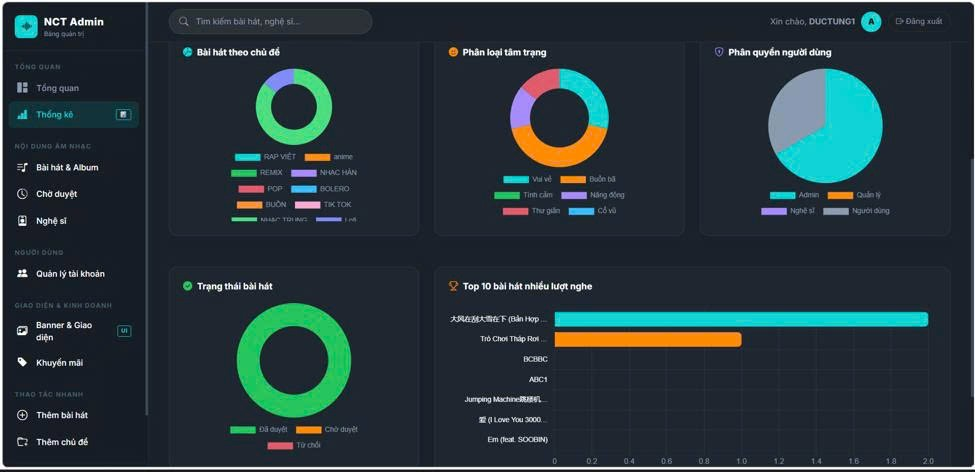 NCT Admin
Bảng quản trị
Tìm kiếm bài hát, nghệ sĩ...
Xin chào, DUCTUNG1
A
Đăng xuất
TỔNG QUAN
Tổng quan
Thống kê
NỘI DUNG ÂM NHẠC
Bài hát & Album
Chờ duyệt
Nghệ sĩ
NGƯỜI DÙNG
Quản lý tài khoản
GIAO DIỆN & KINH DOANH
Banner & Giao
diện
UI
Khuyến mãi
THAO TÁC NHANH
Thêm bài hát
Thêm chủ đề
Bài hát theo chủ đề
RAP VIỆT
anime
REMIX
NHẠC HÀN
POP
BOLERO
BUỒN
TIK TOK
NHẠC TRUNG
Phân loại tâm trạng
Vui vẻ
Buồn bã
Tình cảm
Năng động
Thư giãn
Cổ vũ
Phân quyền người dùng
Admin
Quản lý
Nghệ sĩ
Người dùng
Trạng thái bài hát
Đã duyệt
Chờ duyệt
Từ chối
Top 10 bài hát nhiều lượt nghe
大风在刮大雪在下 (Bản Hợp ...
Trò Chơi Tháp Rơi ...
BCBBC
ABC1
Jumping Machine跳楼机...
爱 (I Love You 3000...
Em (feat. SOOBIN)
0 0.2 0.4 0.6 0.8 1.0 1.2 1.4 1.6 1.8 2.0